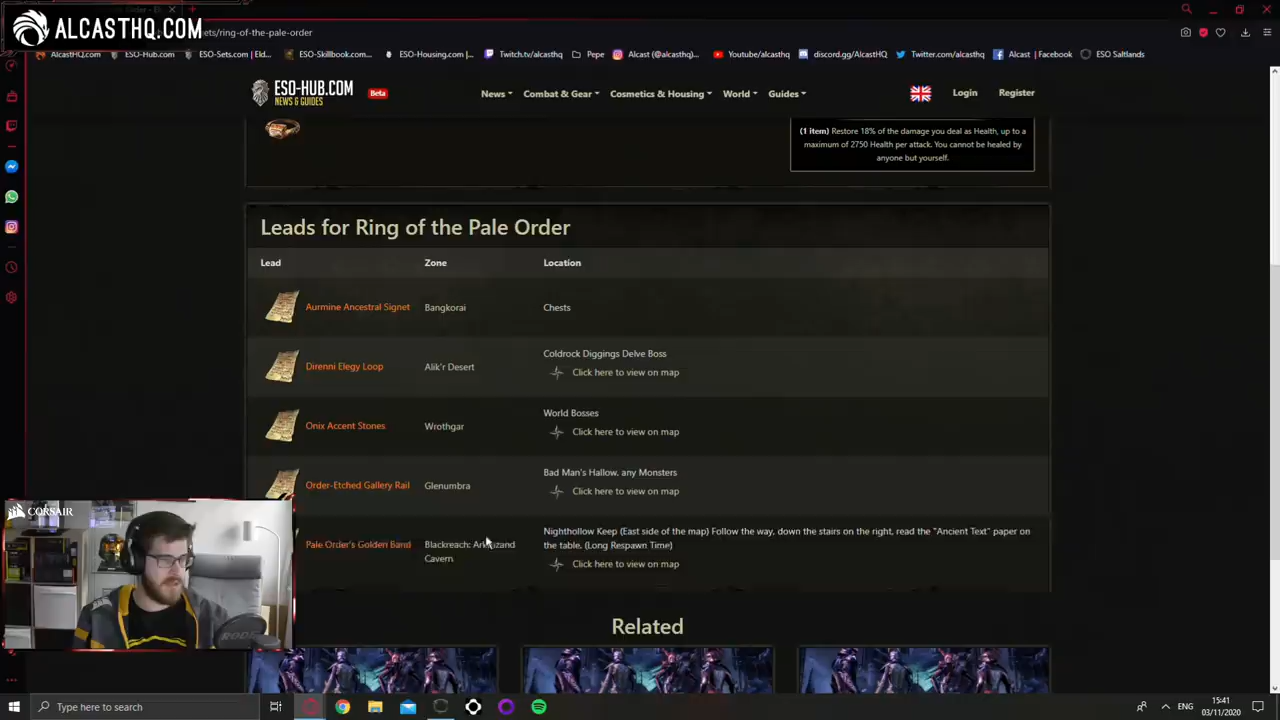 ALCASTHQ.COM
ets/ring-of-the-pale-order
AlcastHQ.com
ESO-Hub.com
ESO-Sets.com | Eld...
ESO-Skillbook.com...
ESO-Housing.com |...
Twitch.tv/alcasthq
Pepe
Alcast (@alcasthq)...
Youtube/alcasthq
discord.gg/AlcastHQ
Twitter.com/alcasthq
Alcast | Facebook
ESO Saltlands
ESO-HUB.COM
NEWS & GUIDES
Beta
News
Combat & Gear
Cosmetics & Housing
World
Guides
Login
Register
(1 item) Restore 18% of the damage you deal as Health, up to a
maximum of 2750 Health per attack. You cannot be healed by
anyone but yourself.
Leads for Ring of the Pale Order
Lead Zone Location
Aurmine Ancestral Signet Bangkorai Chests
Direnni Elegy Loop Alik'r Desert Coldrock Diggings Delve Boss
Click here to view on map
Onix Accent Stones Wrothgar World Bosses
Click here to view on map
Order-Etched Gallery Rail Glenumbra Bad Man's Hallow, any Monsters
Click here to view on map
Pale Order's Golden Band Blackreach: Arkthzand Cavern
Nighthollow Keep (East side of the map) Follow the way, down the stairs on the right, read the "Ancient Text" paper on
the table. (Long Respawn Time)
Click here to view on map
Related
CORSAIR
RODE
Type here to search
ENG
15:41
03/11/2020